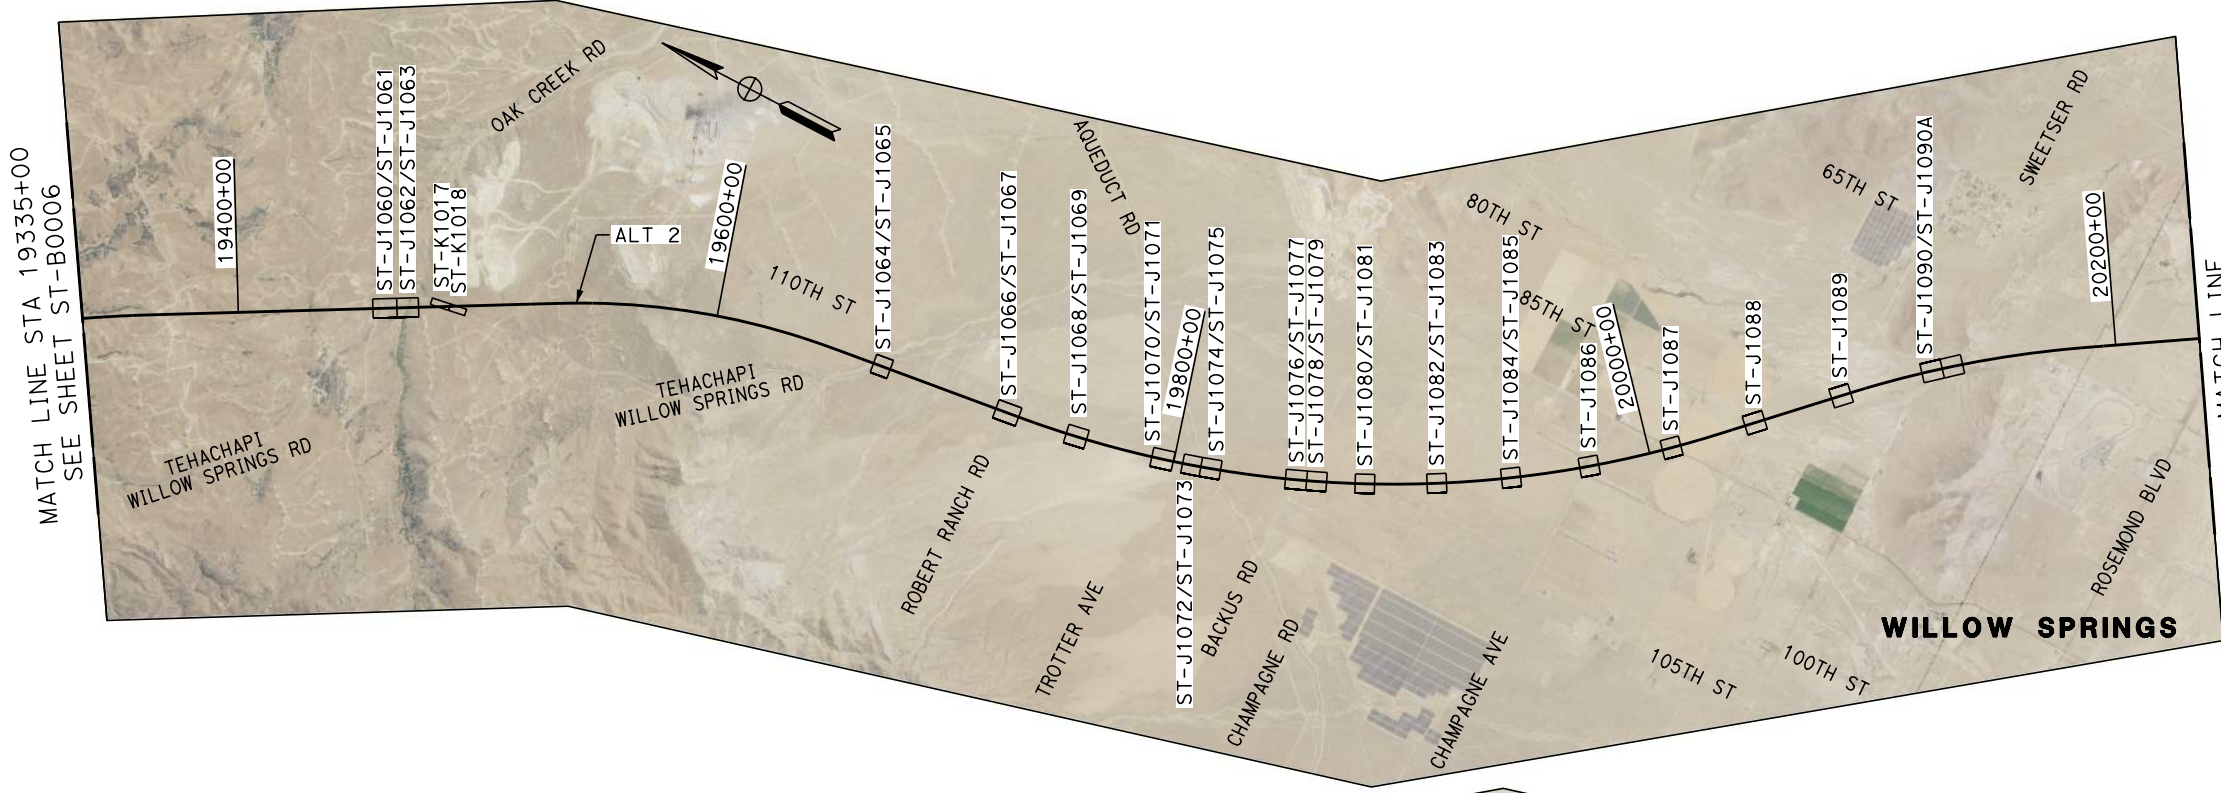 MATCH LINE STA 19335+00
SEE SHEET ST-B0006
19400+00
ST-J1060/ST-J1061
ST-J1062/ST-J1063
ST-K1017
ST-K1018
OAK CREEK RD
ALT 2
19600+00
110TH ST
TEHACHAPI
WILLOW SPRINGS RD
TEHACHAPI
WILLOW SPRINGS RD
ST-J1064/ST-J1065
ST-J1066/ST-J1067
ST-J1068/ST-J1069
AQUEDUCT RD
ST-J1070/ST-J1071
19800+00
ST-J1072/ST-J1073
ST-J1074/ST-J1075
ST-J1076/ST-J1077
ST-J1078/ST-J1079
ST-J1080/ST-J1081
ST-J1082/ST-J1083
ST-J1084/ST-J1085
80TH ST
85TH ST
ST-J1086
20000+00
ST-J1087
ST-J1088
ST-J1089
65TH ST
ST-J1090/ST-J1090A
SWEETSER RD
20200+00
ROBERT RANCH RD
TROTTER AVE
BACKUS RD
CHAMPAGNE RD
CHAMPAGNE AVE
105TH ST
100TH ST
ROSEMOND BLVD
WILLOW SPRINGS
MATCH LINE